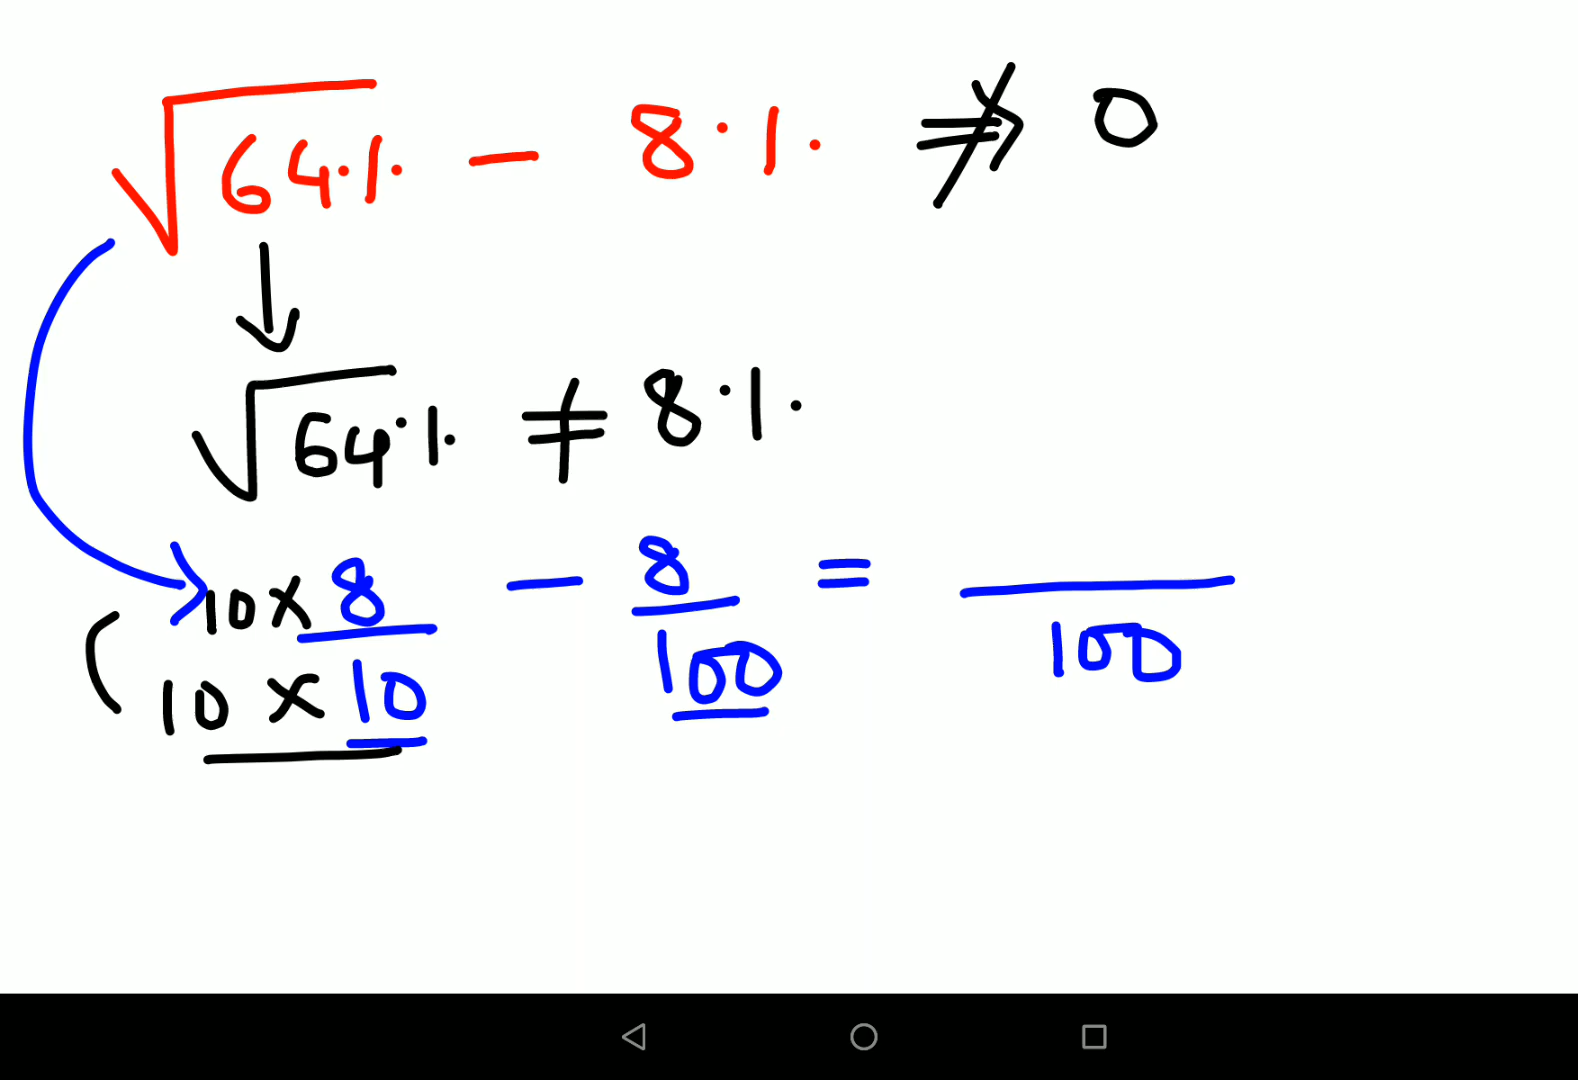 √64% - 8% ⇏ 0
↓
√64% ≠ 8%
10 × 8/10 × 10 - 8/100 = /100